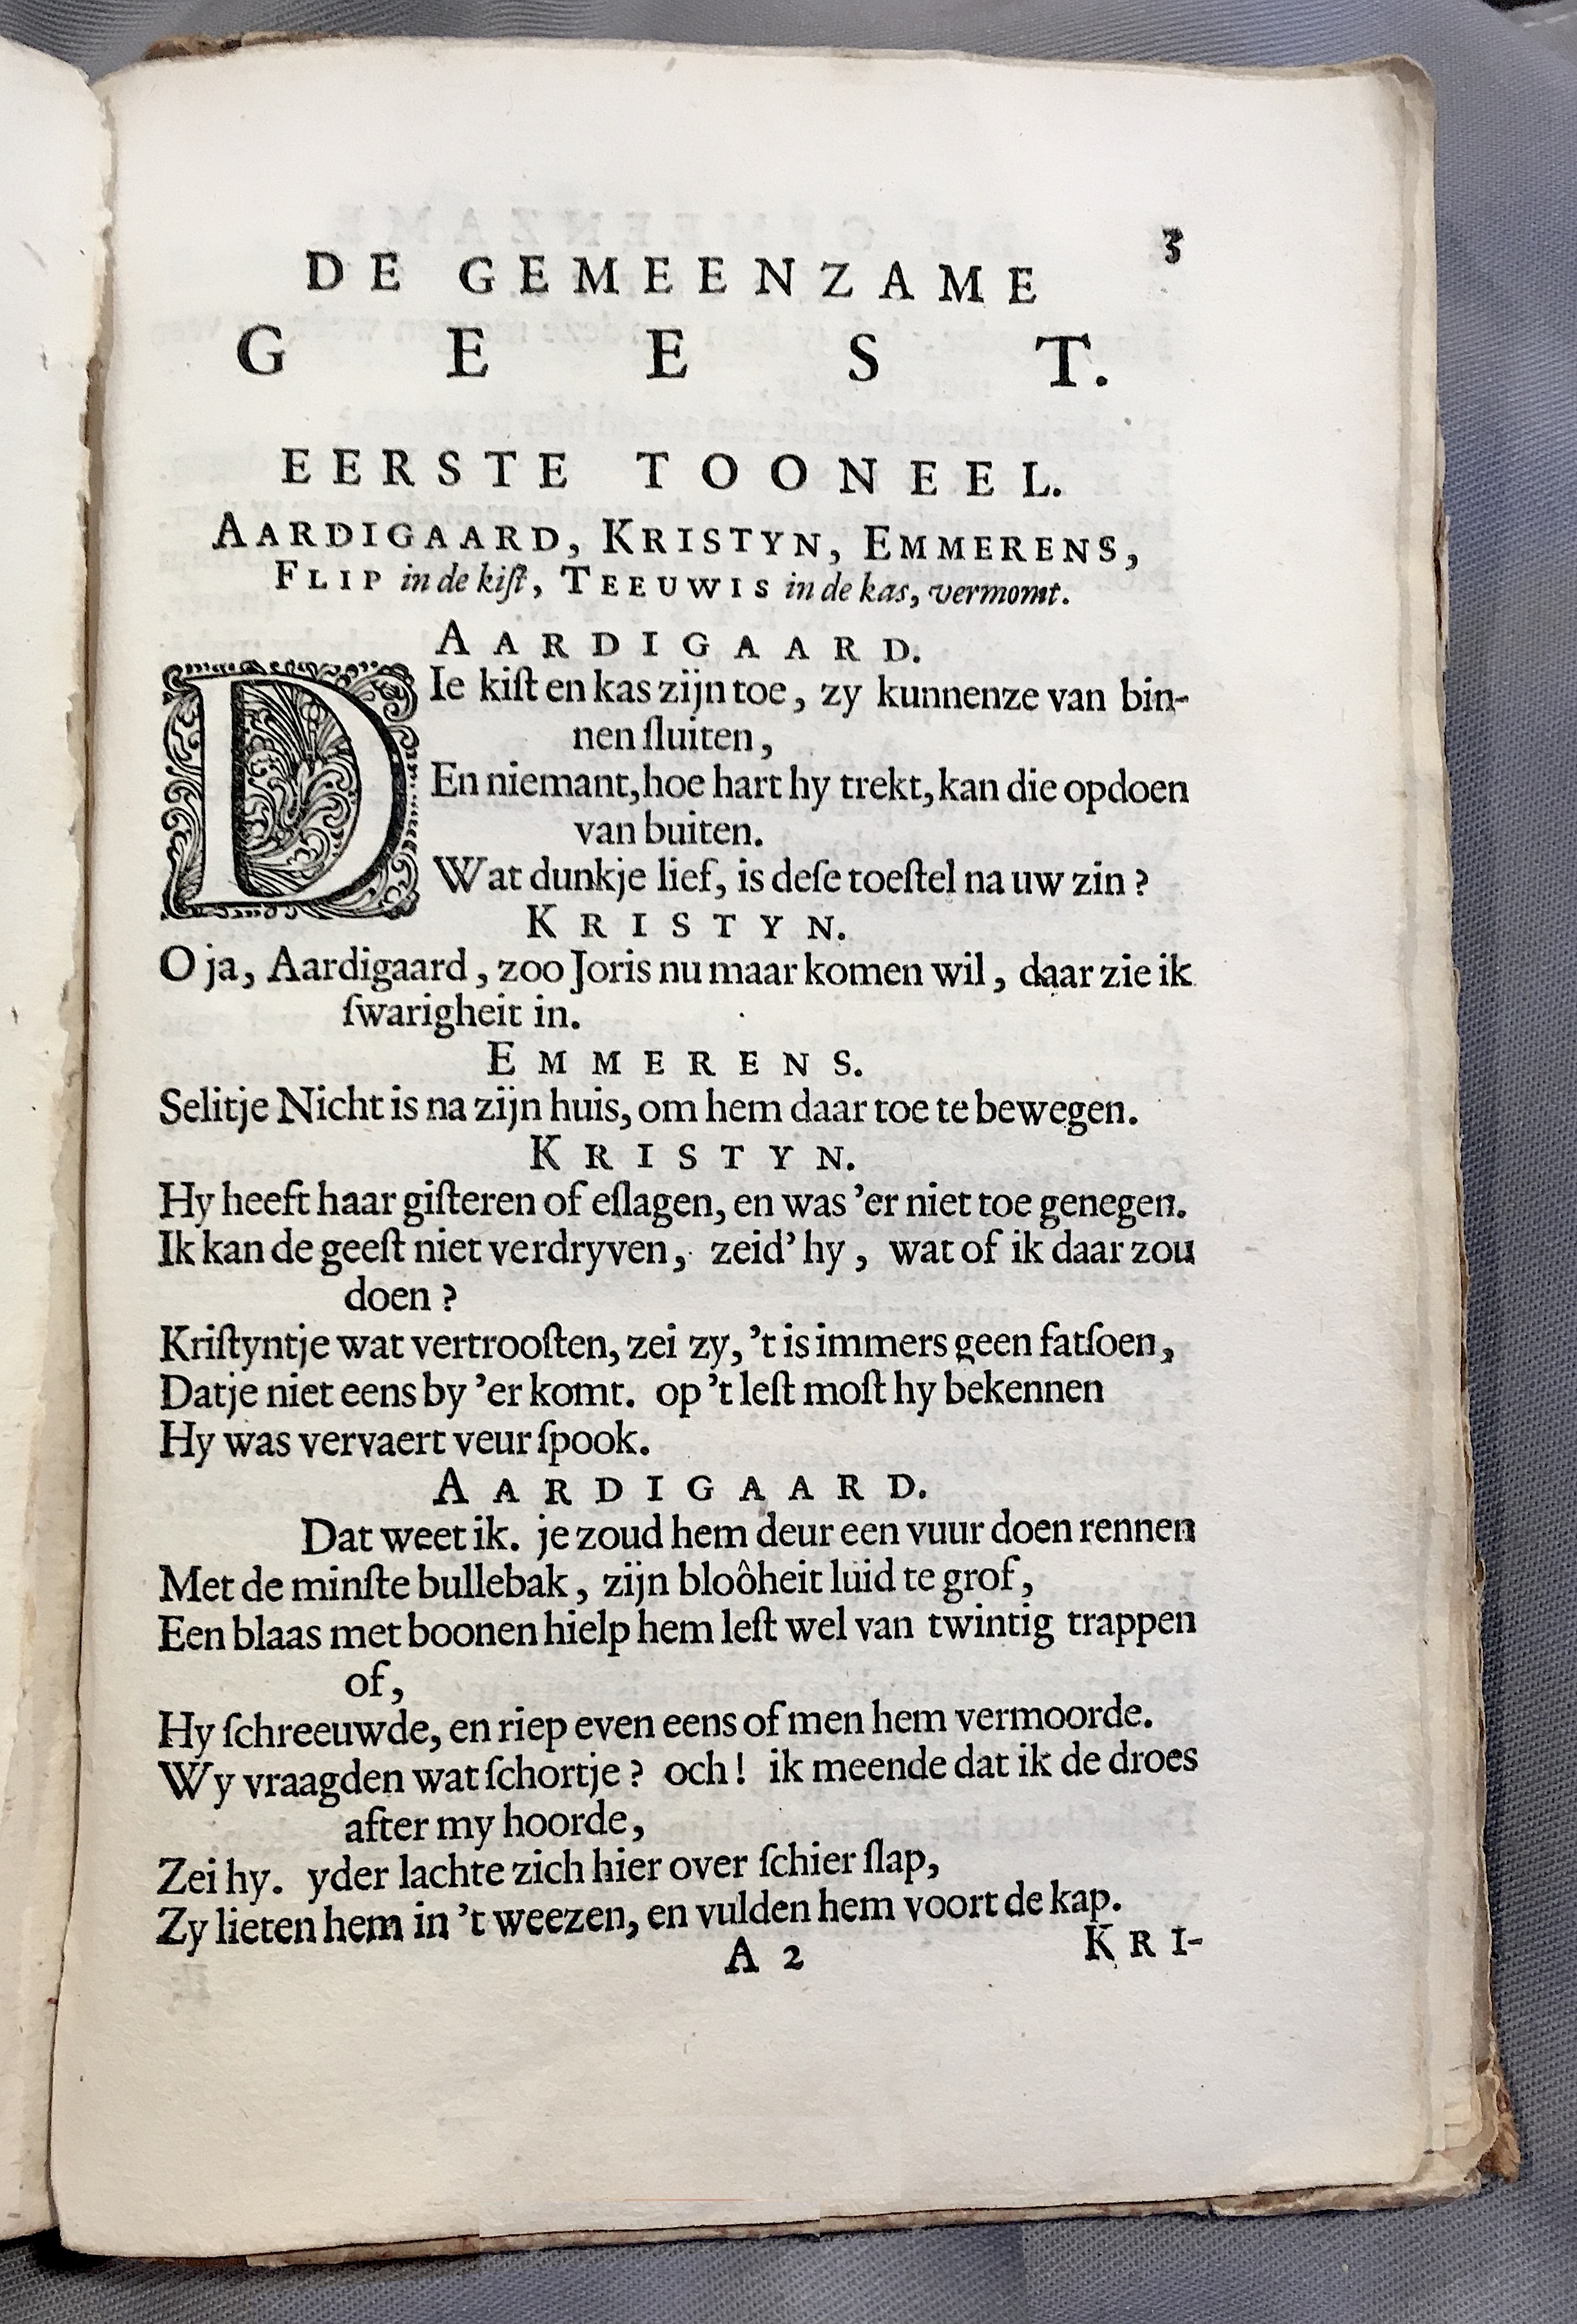 3
DE GEMEENZAME
GEEST.
EERSTE TOONEEL.
AARDIGAARD, KRISTYN, EMMERENS,
FLIP in de kiſt, TEEUWIS in de kas, vermomt.
AARDIGAARD.
DIe kiſt en kas zijn toe, zy kunnenze van bin-
nen ſluiten,
En niemant, hoe hart hy trekt, kan die opdoen
van buiten.
Wat dunkje lief, is deſe toeſtel na uw zin?
KRISTYN.
O ja, Aardigaard, zoo Joris nu maar komen wil, daar zie ik
ſwarigheit in.
EMMERENS.
Selitje Nicht is na zijn huis, om hem daar toe te bewegen.
KRISTYN.
Hy heeft haar giſteren of eſlagen, en was 'er niet toe genegen.
Ik kan de geeſt niet verdryven, zeid' hy, wat of ik daar zou
doen?
Kriſtyntje wat vertrooſten, zei zy, 't is immers geen fatſoen,
Datje niet eens by 'er komt. op 't leſt moſt hy bekennen
Hy was vervaert veur ſpook.
AARDIGAARD.
Dat weet ik. je zoud hem deur een vuur doen rennen
Met de minſte bullebak, zijn bloôheit luid te grof,
Een blaas met boonen hielp hem leſt wel van twintig trappen
of,
Hy ſchreeuwde, en riep even eens of men hem vermoorde.
Wy vraagden wat ſchortje? och! ik meende dat ik de droes
after my hoorde,
Zei hy. yder lachte zich hier over ſchier ſlap,
Zy lieten hem in 't weezen, en vulden hem voort de kap.
A 2
KRI-